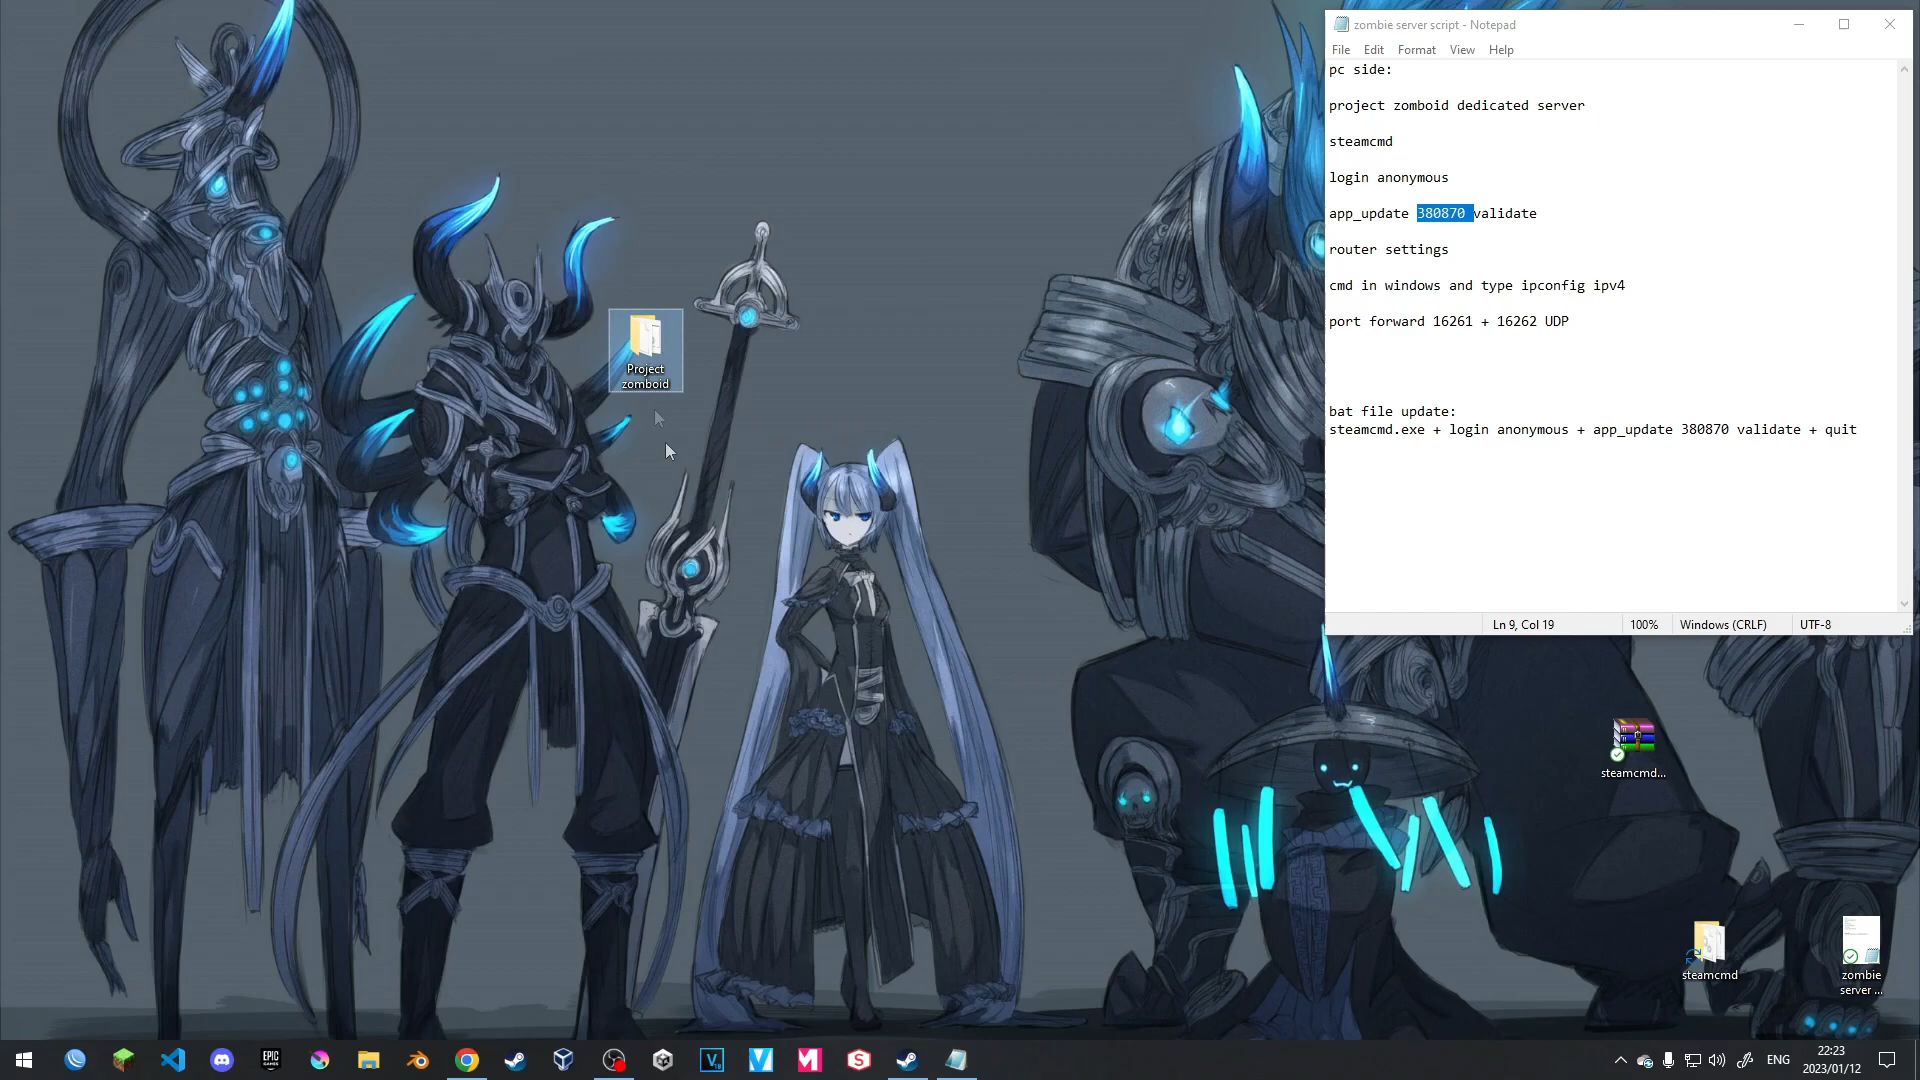 zombie server script - Notepad
File Edit Format View Help
pc side:
project zomboid dedicated server
steamcmd
login anonymous
app_update 380870 validate
router settings
cmd in windows and type ipconfig ipv4
port forward 16261 + 16262 UDP
bat file update:
steamcmd.exe + login anonymous + app_update 380870 validate + quit
Ln 9, Col 19 100% Windows (CRLF) UTF-8
Project
zomboid
steamcmd...
steamcmd
zombie
server ...
EPIC
GAMES
ENG
22:23
2023/01/12